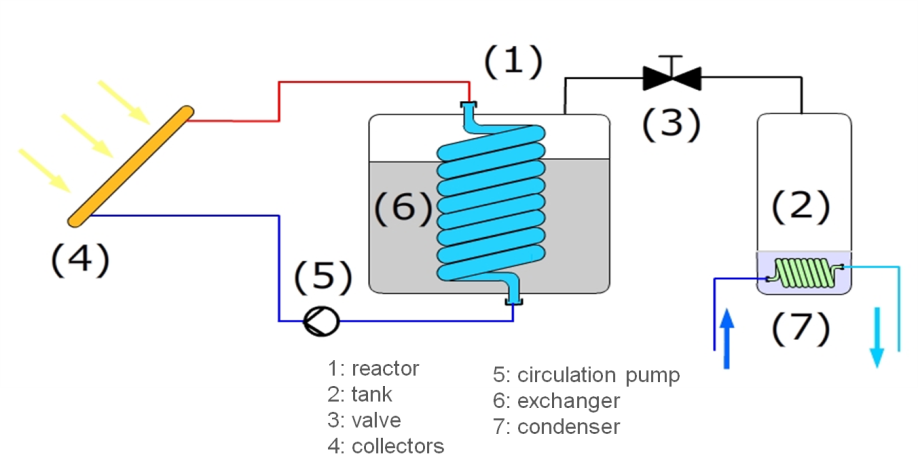 (1)
(3)
(6)
(2)
(4)
(5)
(7)
1: reactor
2: tank
3: valve
4: collectors
5: circulation pump
6: exchanger
7: condenser